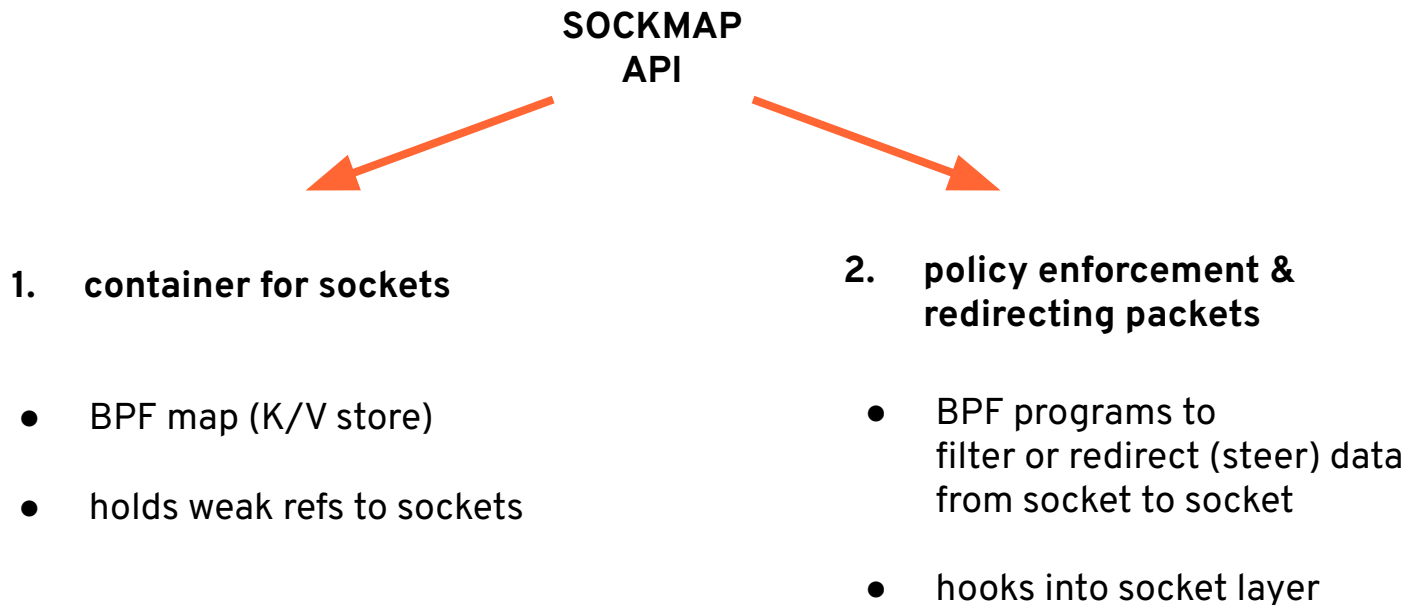 SOCKMAP
API
1. container for sockets
● BPF map (K/V store)
● holds weak refs to sockets
2. policy enforcement &
redirecting packets
● BPF programs to
filter or redirect (steer) data
from socket to socket
● hooks into socket layer